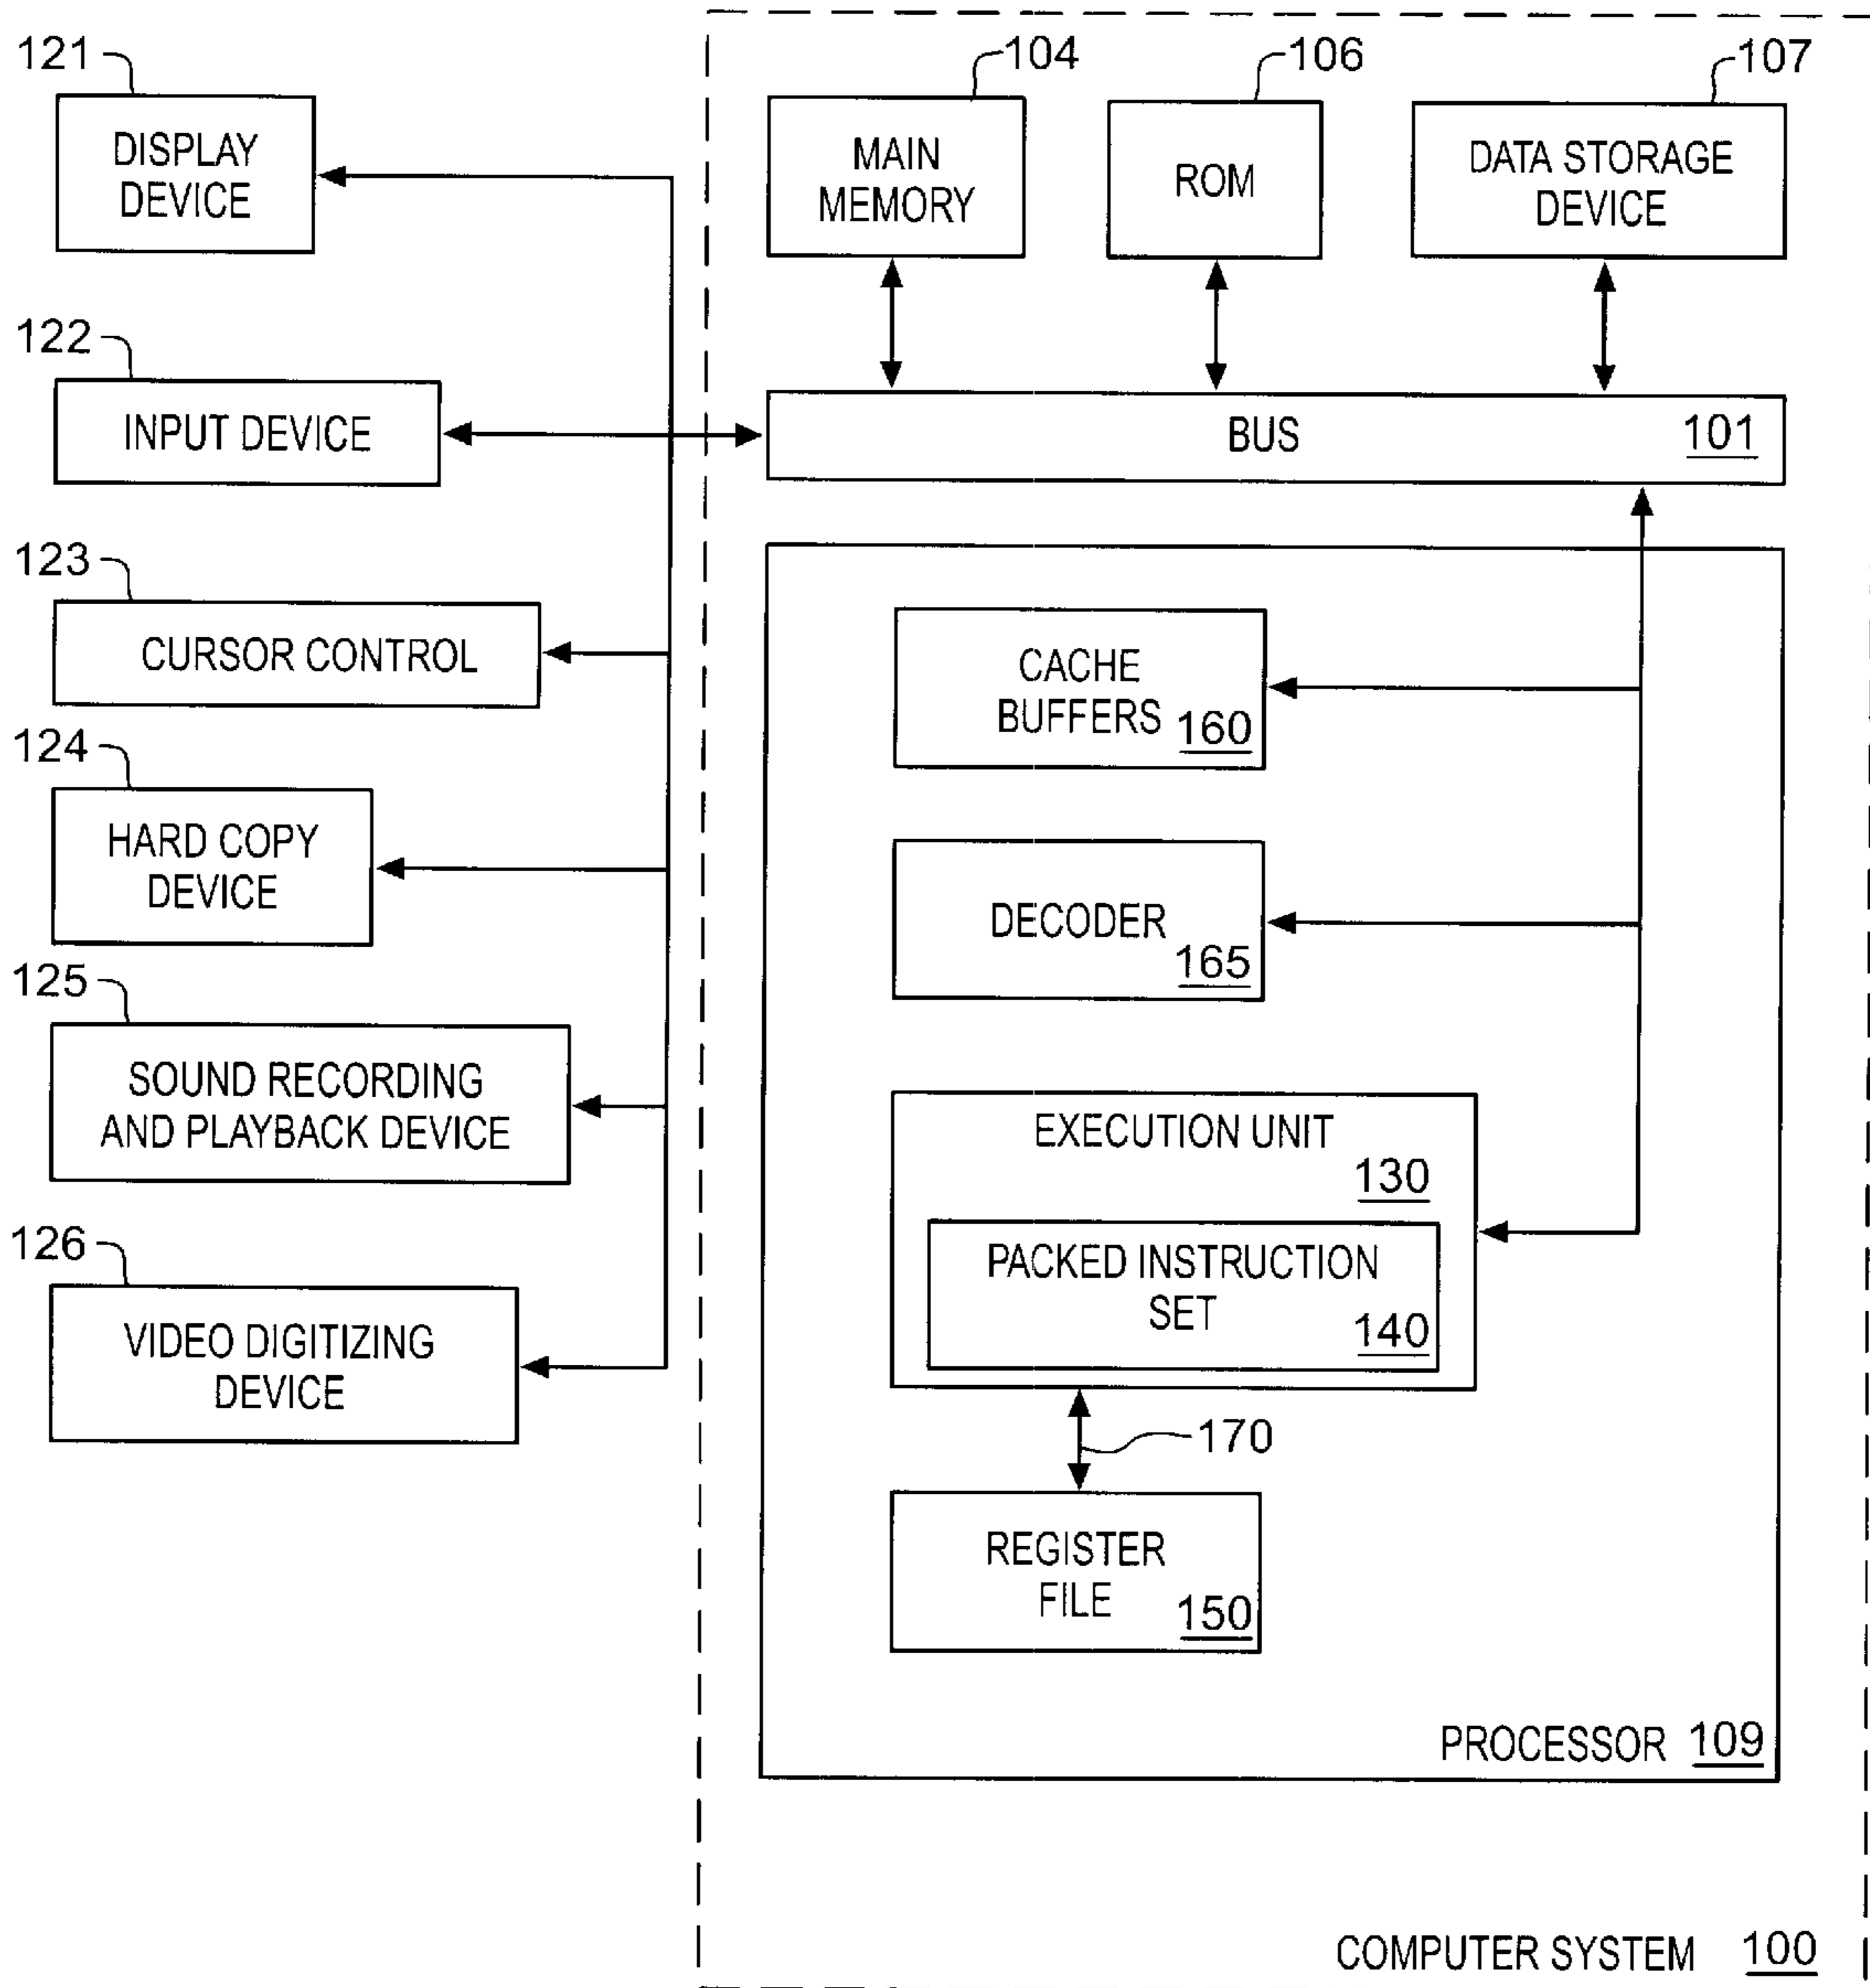 121
DISPLAY
DEVICE
122
INPUT DEVICE
123
CURSOR CONTROL
124
HARD COPY
DEVICE
125
SOUND RECORDING
AND PLAYBACK DEVICE
126
VIDEO DIGITIZING
DEVICE
104
MAIN
MEMORY
106
ROM
107
DATA STORAGE
DEVICE
BUS 101
CACHE
BUFFERS 160
DECODER
165
EXECUTION UNIT
130
PACKED INSTRUCTION
SET 140
170
REGISTER
FILE 150
PROCESSOR 109
COMPUTER SYSTEM 100